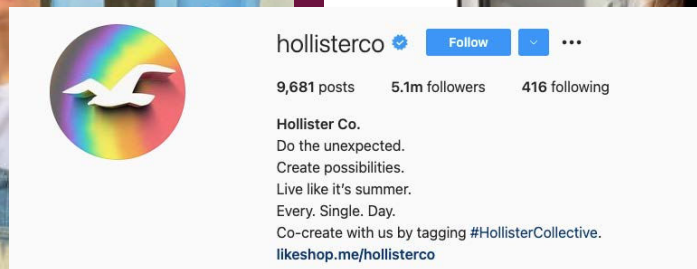 hollisterco Follow
9,681 posts 5.1m followers 416 following
Hollister Co.
Do the unexpected.
Create possibilities.
Live like it's summer.
Every. Single. Day.
Co-create with us by tagging #HollisterCollective.
likeshop.me/hollisterco